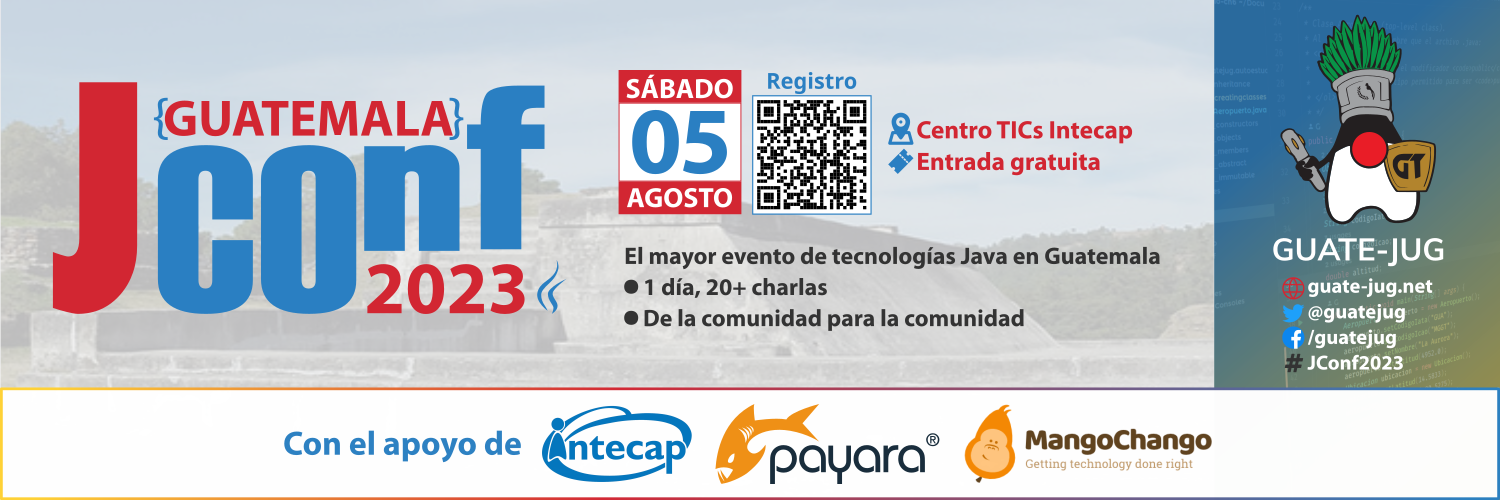 {GUATEMALA}
Jconf
2023
SÁBADO
05
AGOSTO
Registro
Centro TICs Intecap
Entrada gratuita
El mayor evento de tecnologías Java en Guatemala
● 1 día, 20+ charlas
● De la comunidad para la comunidad
GT
GUATE-JUG
guate-jug.net
@guatejug
/guatejug
# JConf2023
Con el apoyo de
intecap
payara®
MangoChango
Getting technology done right